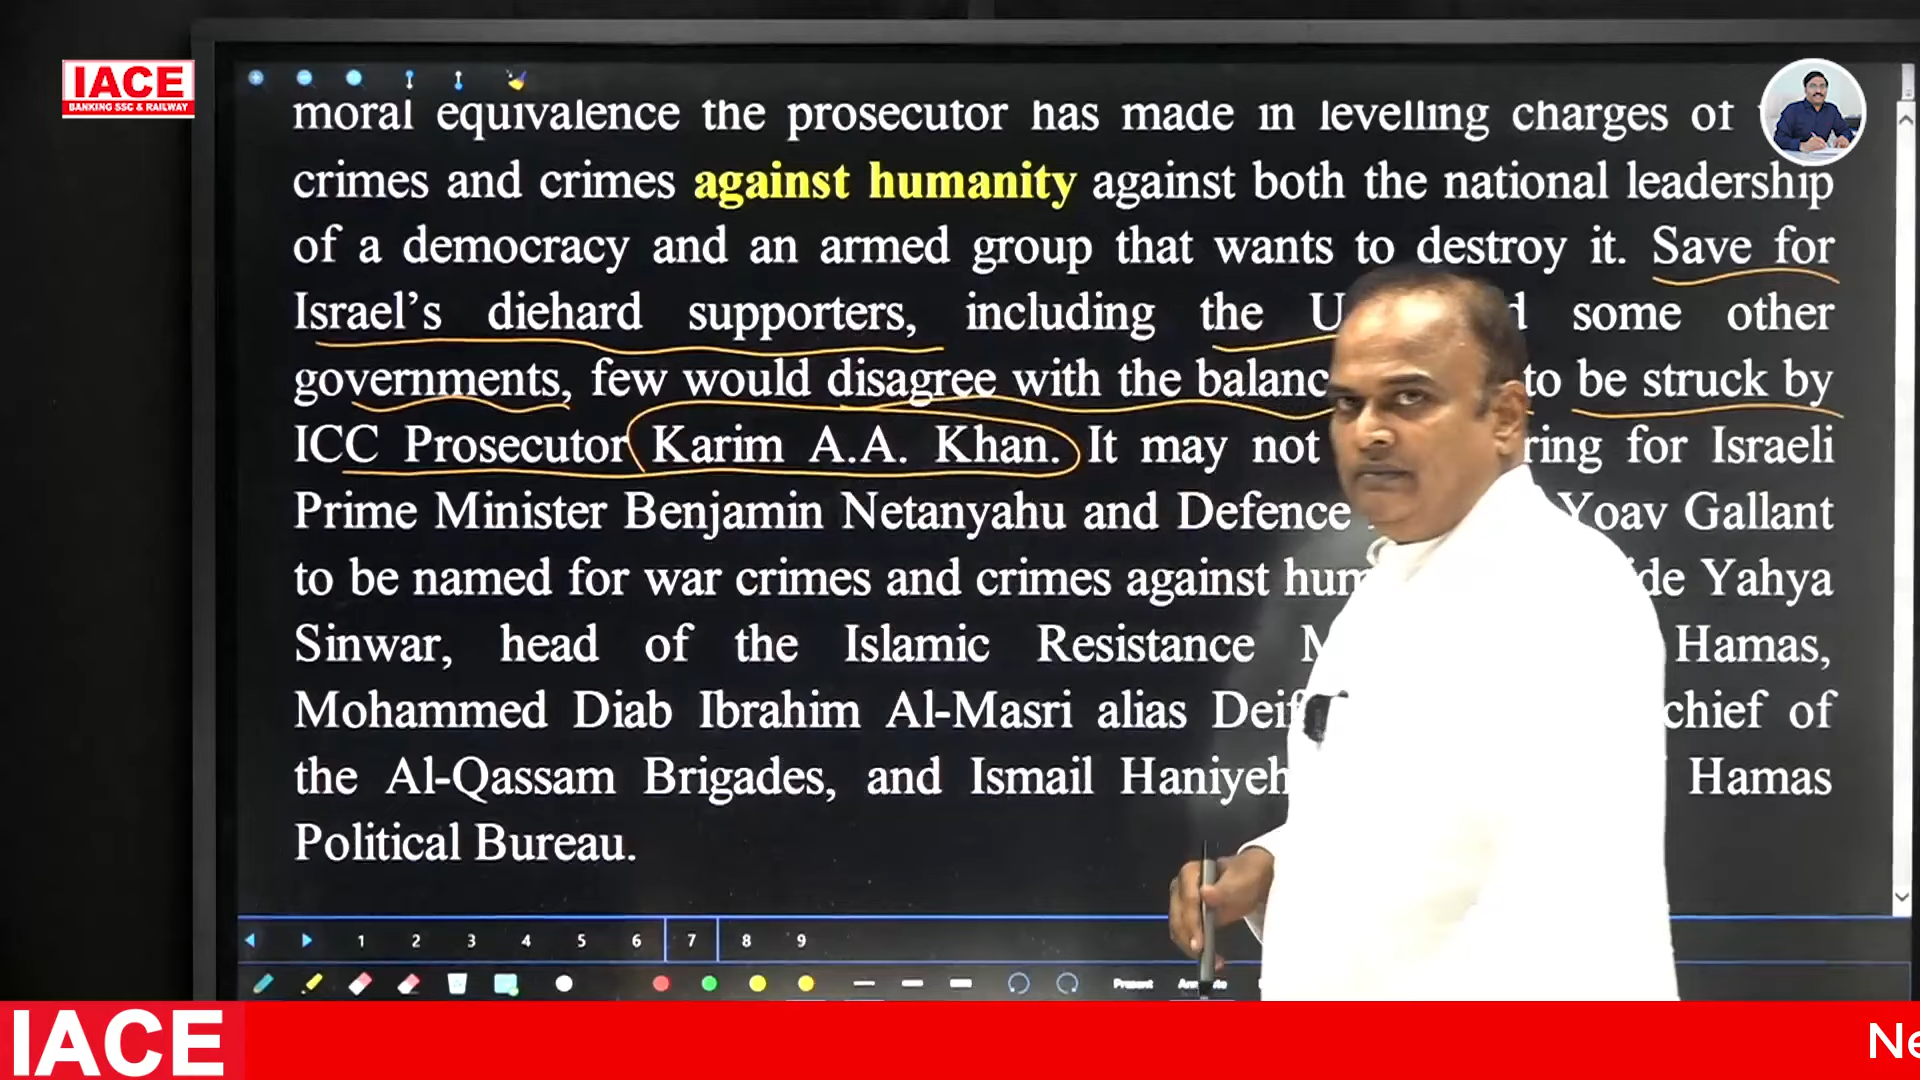 IACE
BANKING SSC & RAILWAY
moral equivalence the prosecutor has made in levelling charges of
crimes and crimes against humanity against both the national leadership
of a democracy and an armed group that wants to destroy it. Save for
Israel's diehard supporters, including the some other
governments, few would disagree with the to be struck by
ICC Prosecutor Karim A.A. Khan. It may not for Israeli
Prime Minister Benjamin Netanyahu and Defence Yoav Gallant
to be named for war crimes and crimes against Yahya
Sinwar, head of the Islamic Resistance Hamas,
Mohammed Diab Ibrahim Al-Masri alias Deif chief of
the Al-Qassam Brigades, and Ismail Haniyeh Hamas
Political Bureau.
1 2 3 4 5 6 7 8 9
Present
IACE